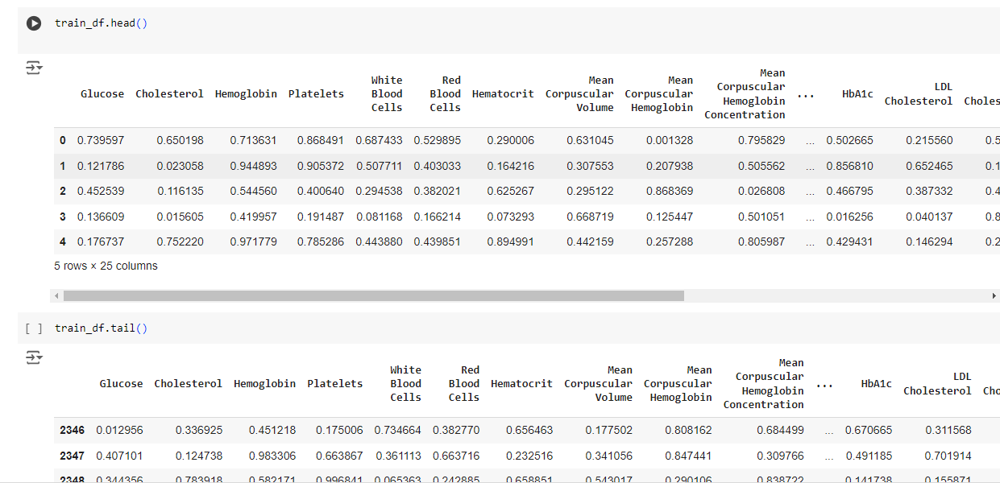 train_df.head()
Glucose Cholesterol Hemoglobin Platelets White Blood Cells Red Blood Cells Hematocrit Mean Corpuscular Volume Mean Corpuscular Hemoglobin Mean Corpuscular Hemoglobin Concentration ... HbA1c LDL Cholesterol Choles
0 0.739597 0.650198 0.713631 0.868491 0.687433 0.529895 0.290006 0.631045 0.001328 0.795829 ... 0.502665 0.215560 0.5
1 0.121786 0.023058 0.944893 0.905372 0.507711 0.403033 0.164216 0.307553 0.207938 0.505562 ... 0.856810 0.652465 0.1
2 0.452539 0.116135 0.544560 0.400640 0.294538 0.382021 0.625267 0.295122 0.868369 0.026808 ... 0.466795 0.387332 0.4
3 0.136609 0.015605 0.419957 0.191487 0.081168 0.166214 0.073293 0.668719 0.125447 0.501051 ... 0.016256 0.040137 0.8
4 0.176737 0.752220 0.971779 0.785286 0.443880 0.439851 0.894991 0.442159 0.257288 0.805987 ... 0.429431 0.146294 0.2
5 rows × 25 columns
[ ] train_df.tail()
Glucose Cholesterol Hemoglobin Platelets White Blood Cells Red Blood Cells Hematocrit Mean Corpuscular Volume Mean Corpuscular Hemoglobin Mean Corpuscular Hemoglobin Concentration ... HbA1c LDL Cholesterol Cho
2346 0.012956 0.336925 0.451218 0.175006 0.734664 0.382770 0.656463 0.177502 0.808162 0.684499 ... 0.670665 0.311568
2347 0.407101 0.124738 0.983306 0.663867 0.361113 0.663716 0.232516 0.341056 0.847441 0.309766 ... 0.491185 0.701914
2348 0.344356 0.783918 0.582171 0.996841 0.065363 0.242885 0.658851 0.543017 0.290106 0.838722 ... 0.141738 0.155871